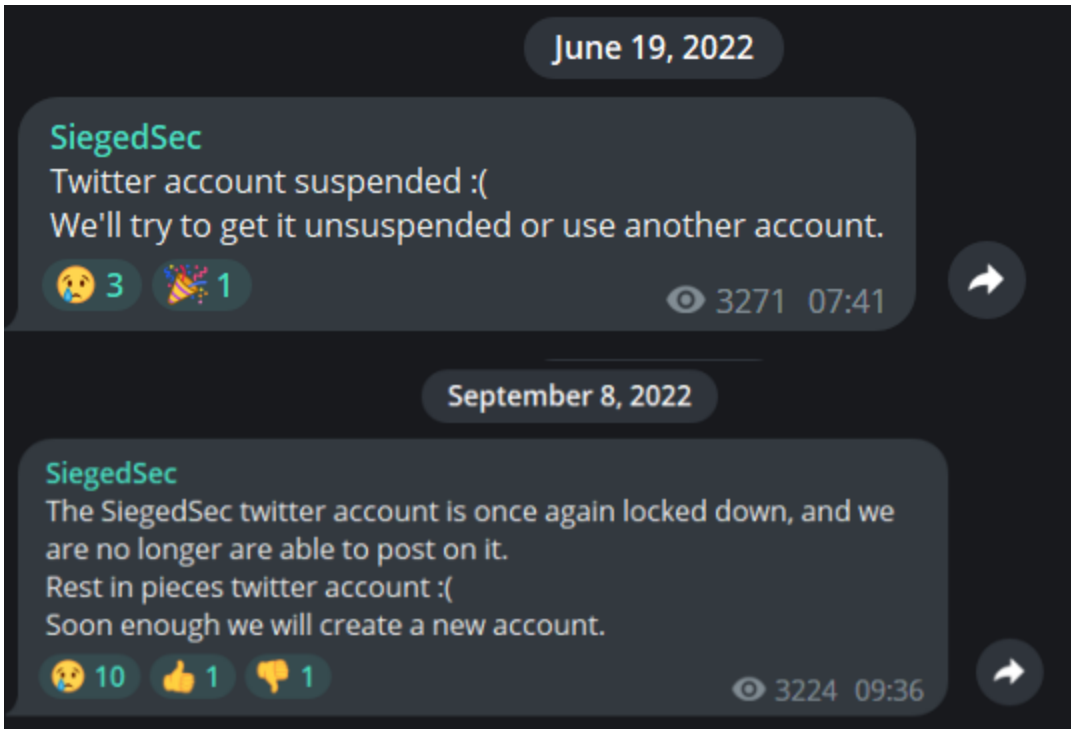 June 19, 2022
SiegedSec
Twitter account suspended :(
We'll try to get it unsuspended or use another account.
😢 3 🎉 1
3271 07:41
September 8, 2022
SiegedSec
The SiegedSec twitter account is once again locked down, and we
are no longer are able to post on it.
Rest in pieces twitter account :(
Soon enough we will create a new account.
😢 10 👍 1 👎 1
3224 09:36